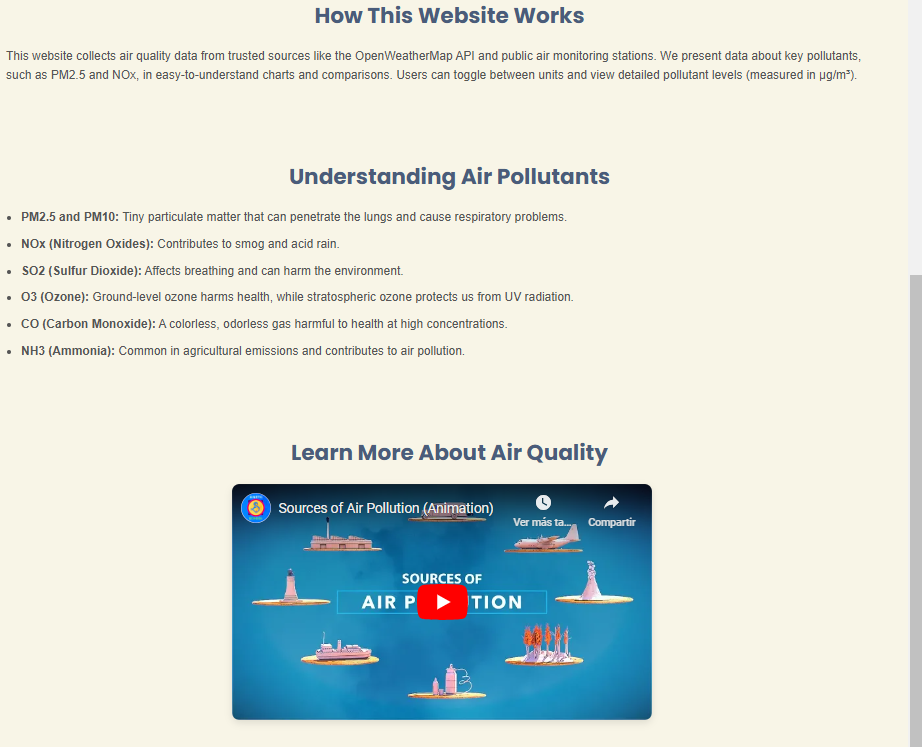 How This Website Works
This website collects air quality data from trusted sources like the OpenWeatherMap API and public air monitoring stations. We present data about key pollutants,
such as PM2.5 and NOx, in easy-to-understand charts and comparisons. Users can toggle between units and view detailed pollutant levels (measured in µg/m³).
Understanding Air Pollutants
• PM2.5 and PM10: Tiny particulate matter that can penetrate the lungs and cause respiratory problems.
• NOx (Nitrogen Oxides): Contributes to smog and acid rain.
• SO2 (Sulfur Dioxide): Affects breathing and can harm the environment.
• O3 (Ozone): Ground-level ozone harms health, while stratospheric ozone protects us from UV radiation.
• CO (Carbon Monoxide): A colorless, odorless gas harmful to health at high concentrations.
• NH3 (Ammonia): Common in agricultural emissions and contributes to air pollution.
Learn More About Air Quality
Sources of Air Pollution (Animation)
Ver más ta...
Compartir
SOURCES OF
AIR P TION